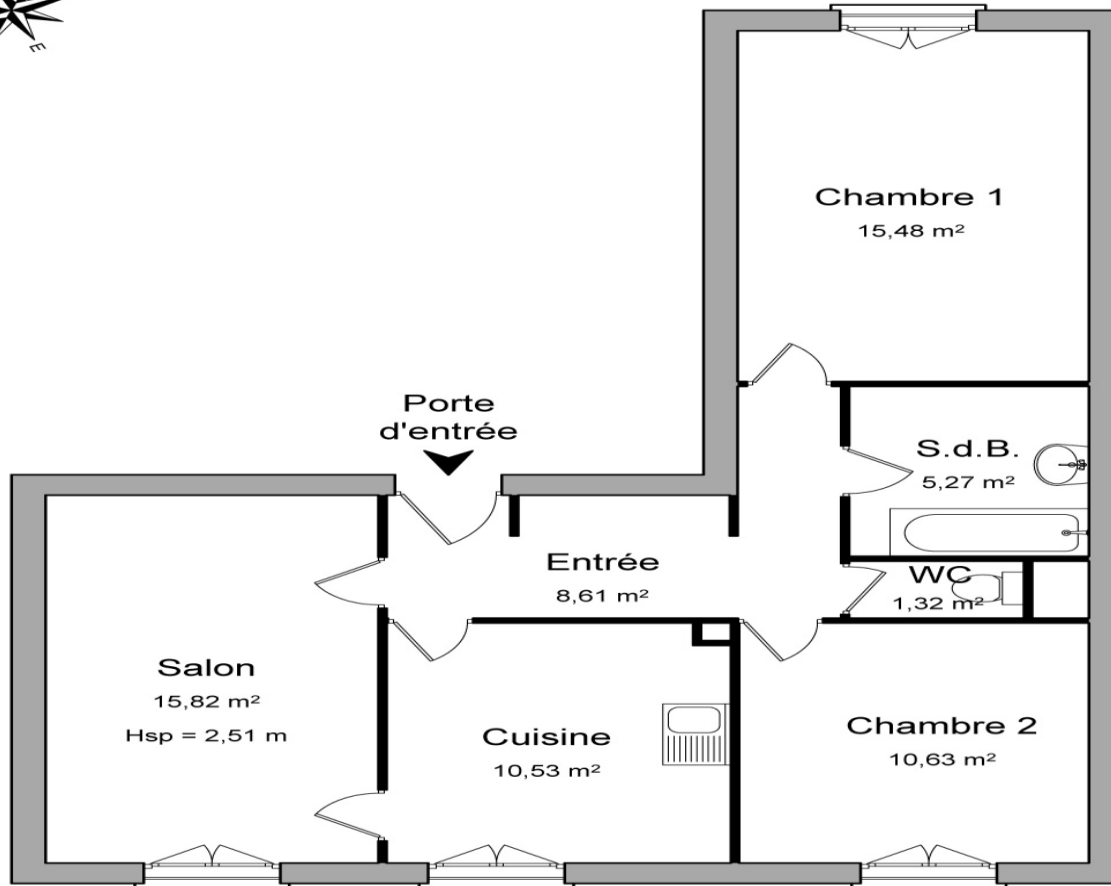 E
Chambre 1
15,48 m²
Porte
d'entrée
S.d.B.
5,27 m²
Entrée
8,61 m²
WC
1,32 m²
Salon
15,82 m²
Hsp = 2,51 m
Cuisine
10,53 m²
Chambre 2
10,63 m²